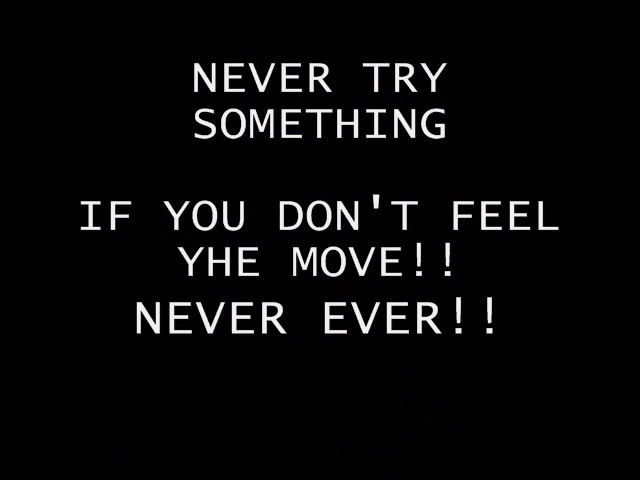 NEVER TRY
SOMETHING
IF YOU DON'T FEEL
YHE MOVE!!
NEVER EVER!!